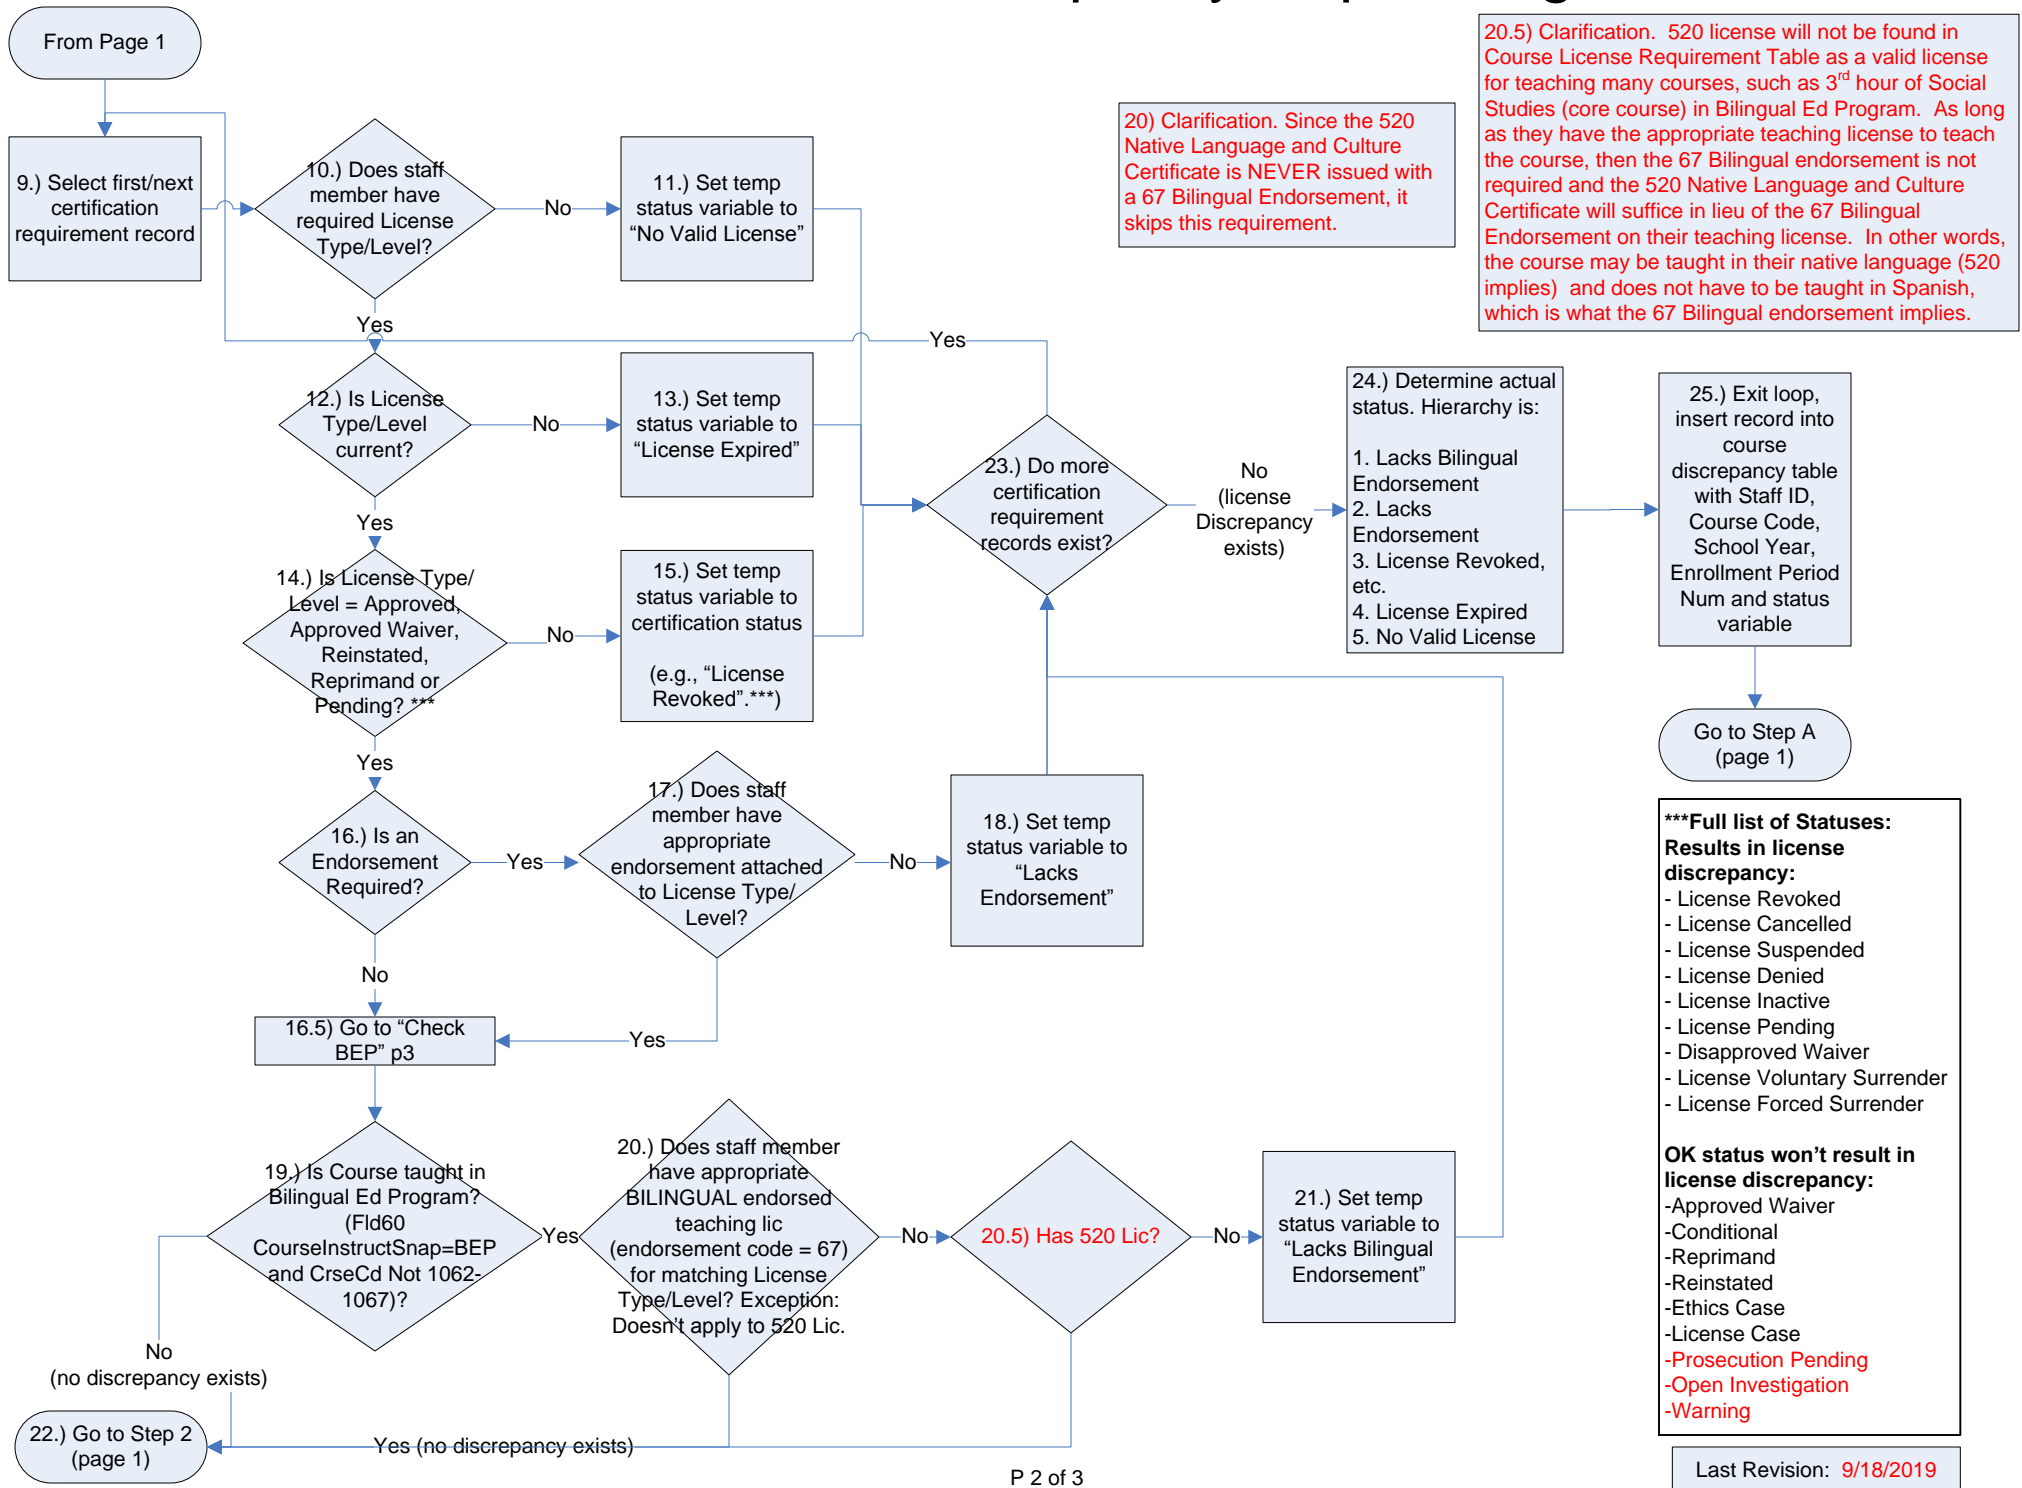 From Page 1
20.5) Clarification.  520 license will not be found in
Course License Requirement Table as a valid license
for teaching many courses, such as 3rd hour of Social
Studies (core course) in Bilingual Ed Program.  As long
as they have the appropriate teaching license to teach
the course, then the 67 Bilingual endorsement is not
required and the 520 Native Language and Culture
Certificate will suffice in lieu of the 67 Bilingual
Endorsement on their teaching license.  In other words,
the course may be taught in their native language (520
implies)  and does not have to be taught in Spanish,
which is what the 67 Bilingual endorsement implies.
20) Clarification. Since the 520
Native Language and Culture
Certificate is NEVER issued with
a 67 Bilingual Endorsement, it
skips this requirement.
9.) Select first/next
certification
requirement record
10.) Does staff
member have
required License
Type/Level?
No
11.) Set temp
status variable to
“No Valid License”
Yes
Yes
12.) Is License
Type/Level
current?
No
13.) Set temp
status variable to
“License Expired”
23.) Do more
certification
requirement
records exist?
No
(license
Discrepancy
exists)
24.) Determine actual
status. Hierarchy is:
1. Lacks Bilingual
Endorsement
2. Lacks
Endorsement
3. License Revoked,
etc.
4. License Expired
5. No Valid License
25.) Exit loop,
insert record into
course
discrepancy table
with Staff ID,
Course Code,
School Year,
Enrollment Period
Num and status
variable
Yes
14.) Is License Type/
Level = Approved,
Approved Waiver,
Reinstated,
Reprimand or
Pending? ***
No
15.) Set temp
status variable to
certification status
(e.g., “License
Revoked”.***)
Go to Step A
(page 1)
Yes
16.) Is an
Endorsement
Required?
Yes
17.) Does staff
member have
appropriate
endorsement attached
to License Type/
Level?
No
18.) Set temp
status variable to
“Lacks
Endorsement”
No
Yes
16.5) Go to “Check
BEP” p3
***Full list of Statuses:
Results in license
discrepancy:
- License Revoked
- License Cancelled
- License Suspended
- License Denied
- License Inactive
- License Pending
- Disapproved Waiver
- License Voluntary Surrender
- License Forced Surrender
OK status won’t result in
license discrepancy:
-Approved Waiver
-Conditional
-Reprimand
-Reinstated
-Ethics Case
-License Case
-Prosecution Pending
-Open Investigation
-Warning
19.) Is Course taught in
Bilingual Ed Program?
(Fld60
CourseInstructSnap=BEP
and CrseCd Not 1062-
1067)?
Yes
20.) Does staff member
have appropriate
BILINGUAL endorsed
teaching lic
(endorsement code = 67)
for matching License
Type/Level? Exception:
Doesn’t apply to 520 Lic.
No
20.5) Has 520 Lic?
No
21.) Set temp
status variable to
“Lacks Bilingual
Endorsement”
No
(no discrepancy exists)
22.) Go to Step 2
(page 1)
Yes (no discrepancy exists)
P 2 of 3
Last Revision:  9/18/2019